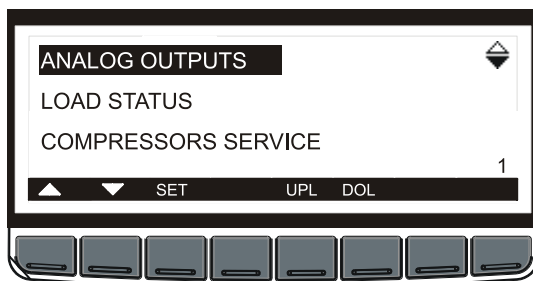 ANALOG OUTPUTS
LOAD STATUS
COMPRESSORS SERVICE
1
SET UPL DOL